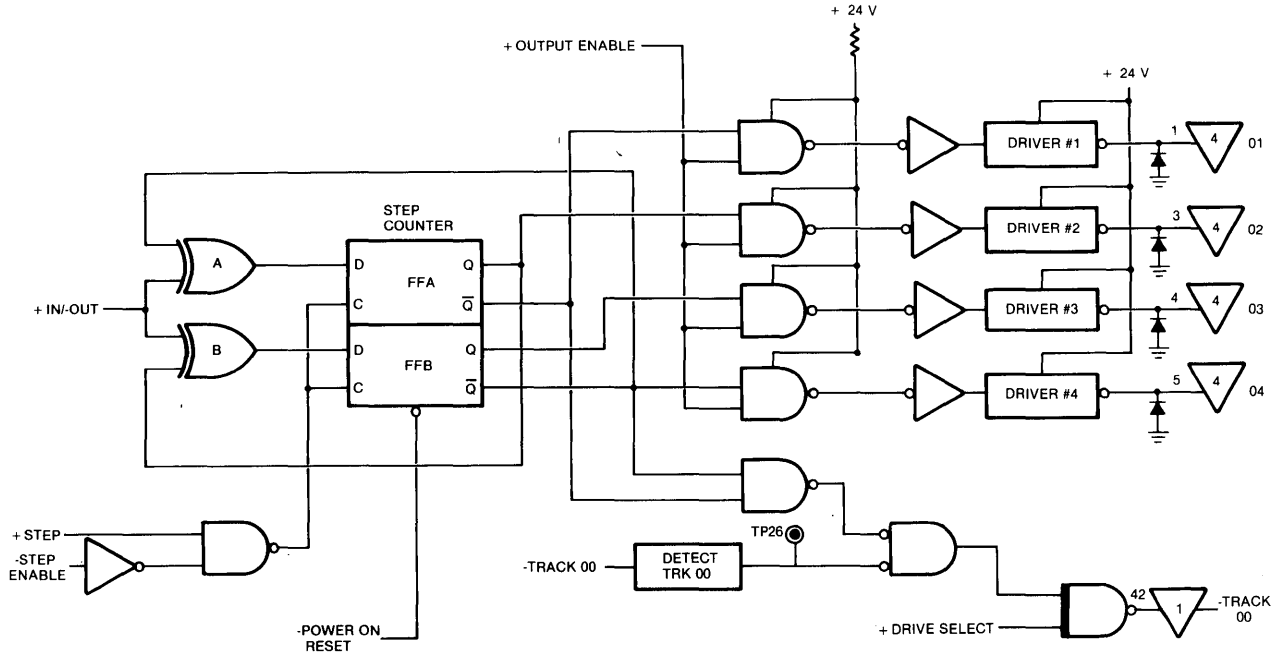 + 24 V
+ OUTPUT ENABLE
+ 24 V
DRIVER #1
1
4
01
STEP
COUNTER
DRIVER #2
3
4
02
A
D
Q
FFA
C
Q
+ IN/-OUT
DRIVER #3
4
4
03
B
D
Q
FFB
C
Q
DRIVER #4
5
4
04
+ STEP
-STEP
ENABLE
TP26
-TRACK 00
DETECT
TRK 00
-POWER ON
RESET
+ DRIVE SELECT
42
1
-TRACK
00